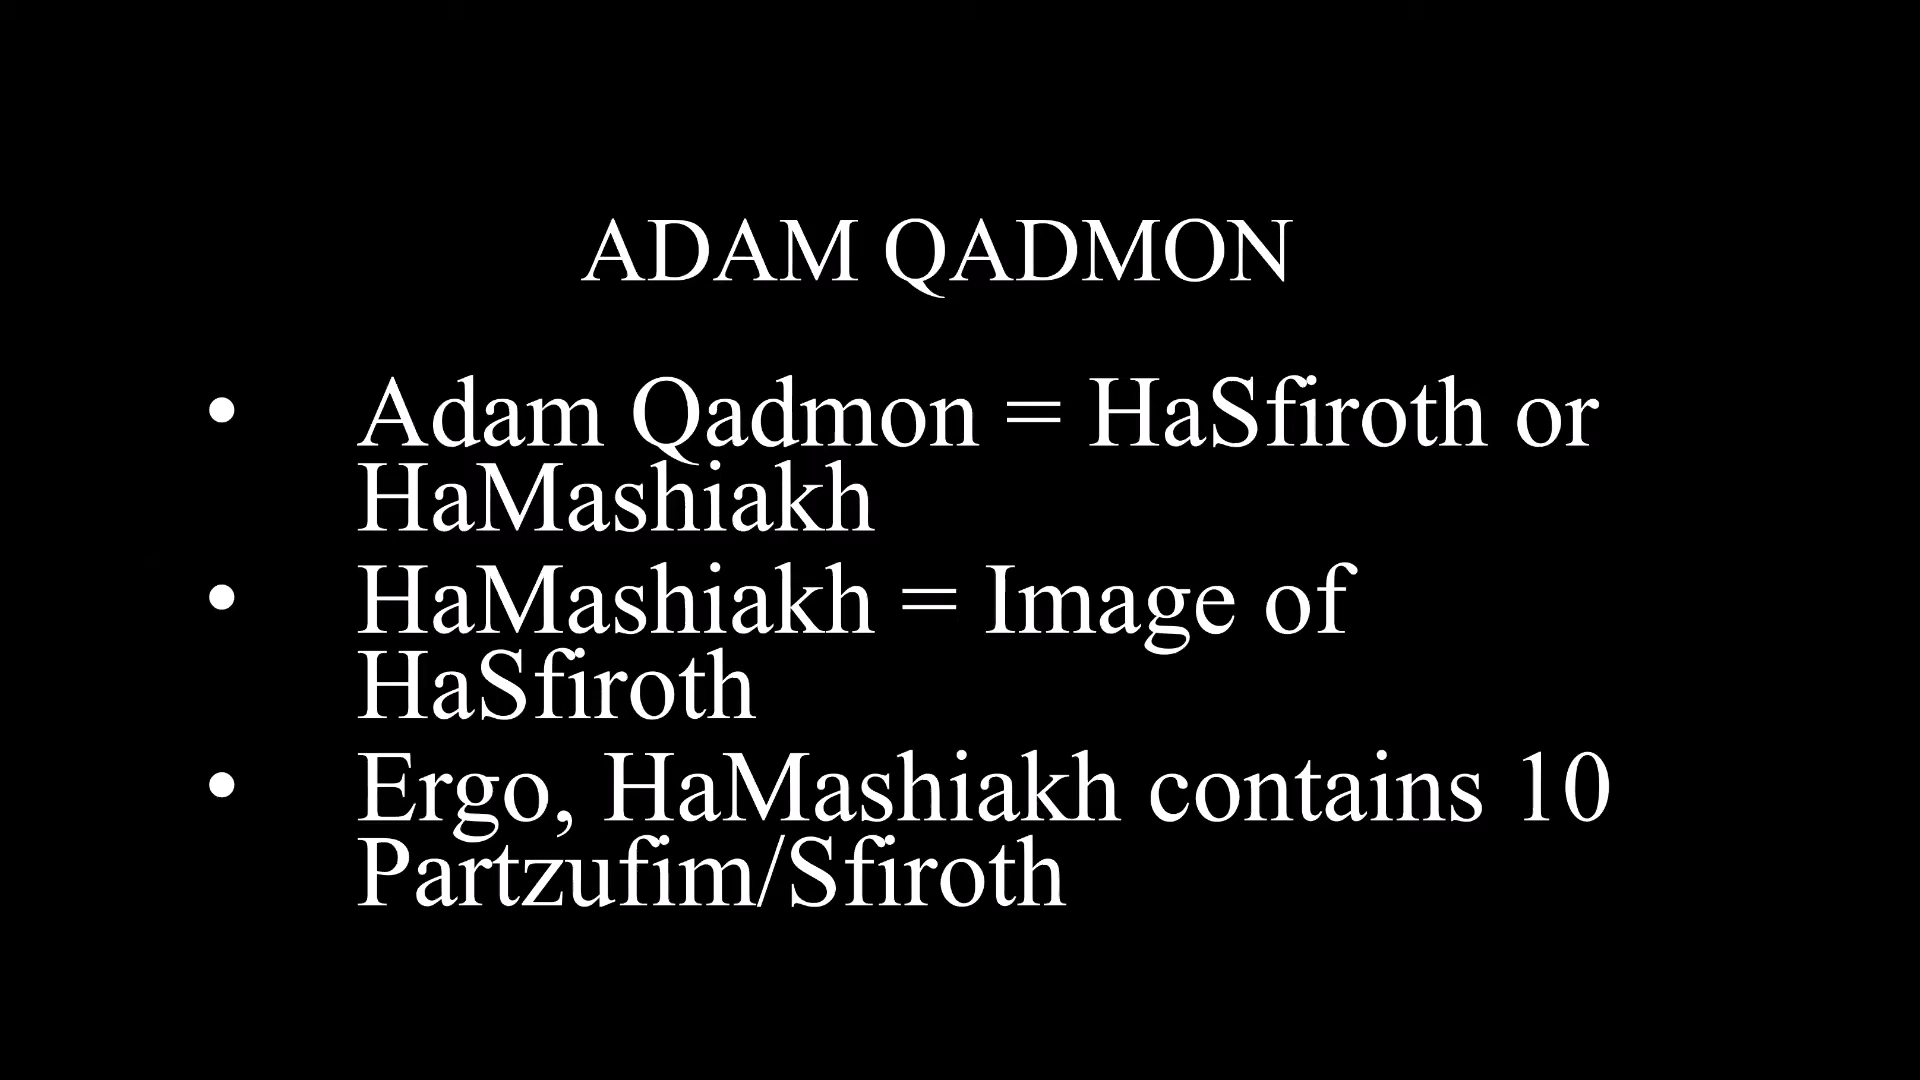 ADAM QADMON
• Adam Qadmon = HaSfiroth or
HaMashiakh
• HaMashiakh = Image of
HaSfiroth
• Ergo, HaMashiakh contains 10
Partzufim/Sfiroth